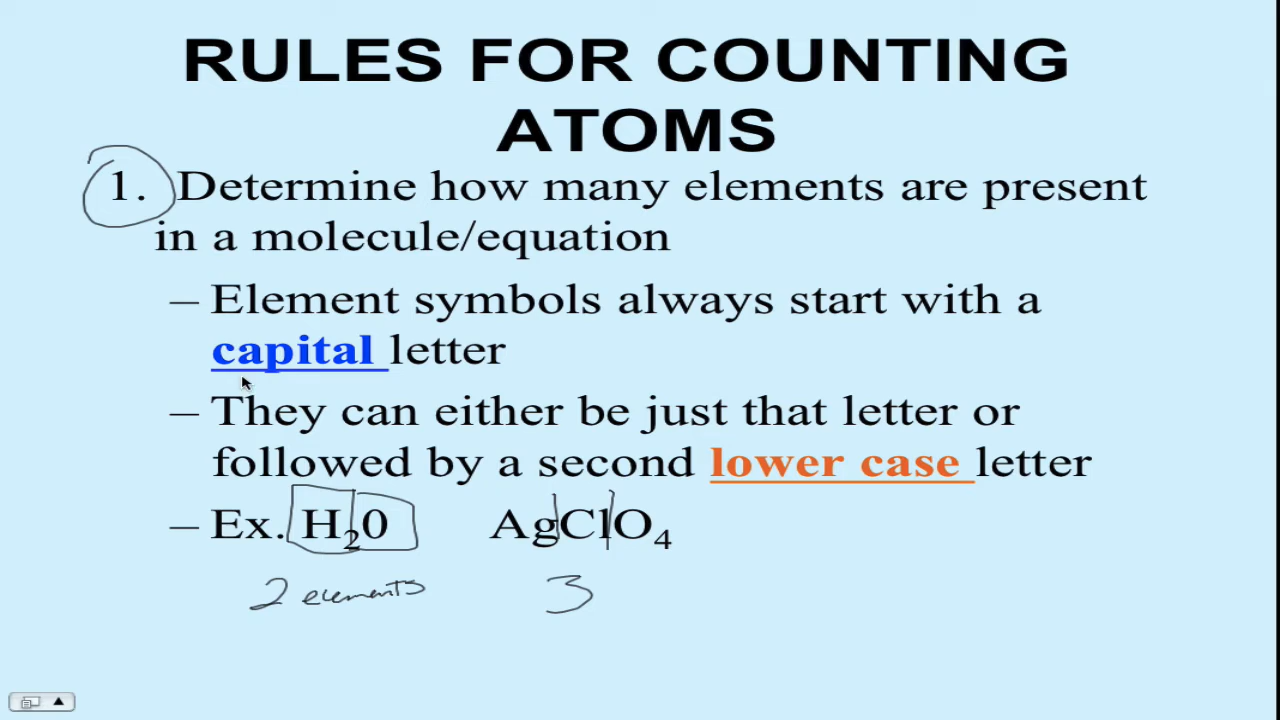 RULES FOR COUNTING
ATOMS
1. Determine how many elements are present
in a molecule/equation
– Element symbols always start with a
capital letter
– They can either be just that letter or
followed by a second lower case letter
– Ex. H₂0 AgClO₄
2 elements 3